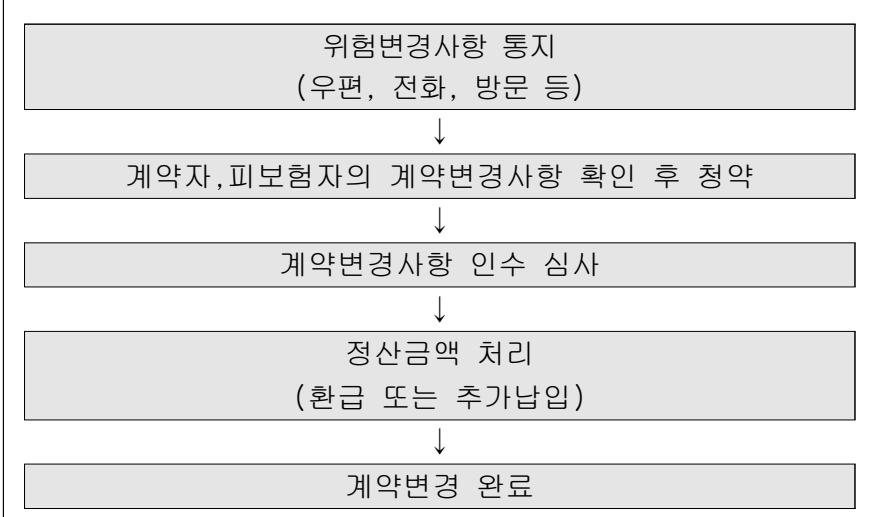 위험변경사항 통지
(우편, 전화, 방문 등)
↓
계약자,피보험자의 계약변경사항 확인 후 청약
↓
계약변경사항 인수 심사
↓
정산금액 처리
(환급 또는 추가납입)
↓
계약변경 완료